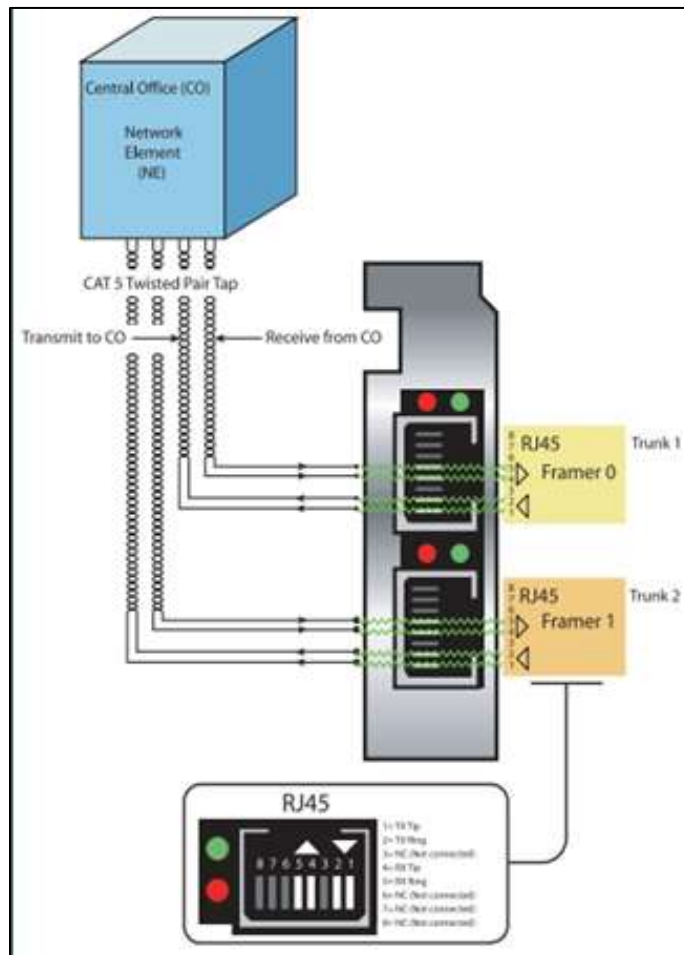 Central Office (CO)
Network
Element
(NE)
CAT 5 Twisted Pair Tap
Transmit to CO
Receive from CO
RJ45
Framer 0
Trunk 1
RJ45
Framer 1
Trunk 2
RJ45
8 7 6 5 4 3 2 1
1= TX Tip
2= TX Ring
3= NC (Not connected)
4= RX Tip
5= RX Ring
6= NC (Not connected)
7= NC (Not connected)
8= NC (Not connected)